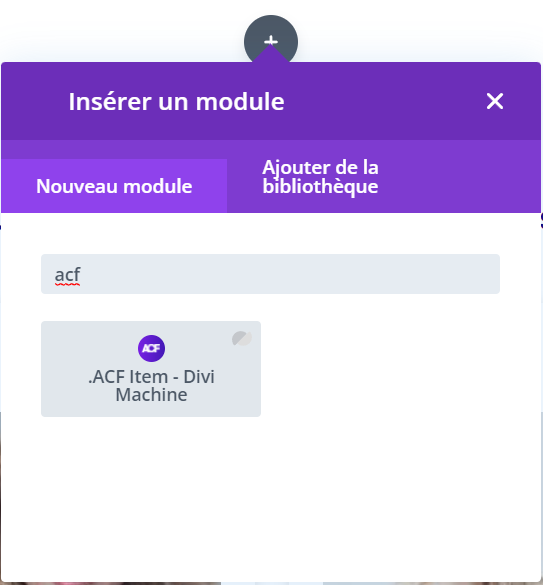 Insérer un module
Nouveau module
Ajouter de la
bibliothèque
acf
ACF
.ACF Item - Divi
Machine